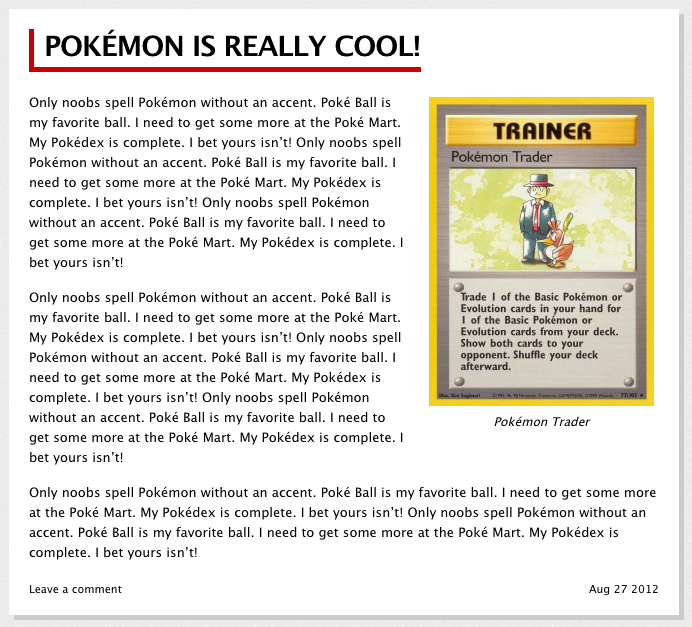 POKÉMON IS REALLY COOL!
Only noobs spell Pokémon without an accent. Poké Ball is
my favorite ball. I need to get some more at the Poké Mart.
My Pokédex is complete. I bet yours isn’t! Only noobs spell
Pokémon without an accent. Poké Ball is my favorite ball. I
need to get some more at the Poké Mart. My Pokédex is
complete. I bet yours isn’t! Only noobs spell Pokémon
without an accent. Poké Ball is my favorite ball. I need to
get some more at the Poké Mart. My Pokédex is complete. I
bet yours isn’t!
Only noobs spell Pokémon without an accent. Poké Ball is
my favorite ball. I need to get some more at the Poké Mart.
My Pokédex is complete. I bet yours isn’t! Only noobs spell
Pokémon without an accent. Poké Ball is my favorite ball. I
need to get some more at the Poké Mart. My Pokédex is
complete. I bet yours isn’t! Only noobs spell Pokémon
without an accent. Poké Ball is my favorite ball. I need to
get some more at the Poké Mart. My Pokédex is complete. I
bet yours isn’t!
TRAINER
Pokémon Trader
Trade 1 of the Basic Pokémon or
Evolution cards in your hand for
1 of the Basic Pokémon or
Evolution cards from your deck.
Show both cards to your
opponent. Shuffle your deck
afterward.
Illus. Ken Sugimori
77/102
Pokémon Trader
Only noobs spell Pokémon without an accent. Poké Ball is my favorite ball. I need to get some more
at the Poké Mart. My Pokédex is complete. I bet yours isn’t! Only noobs spell Pokémon without an
accent. Poké Ball is my favorite ball. I need to get some more at the Poké Mart. My Pokédex is
complete. I bet yours isn’t!
Leave a comment
Aug 27 2012